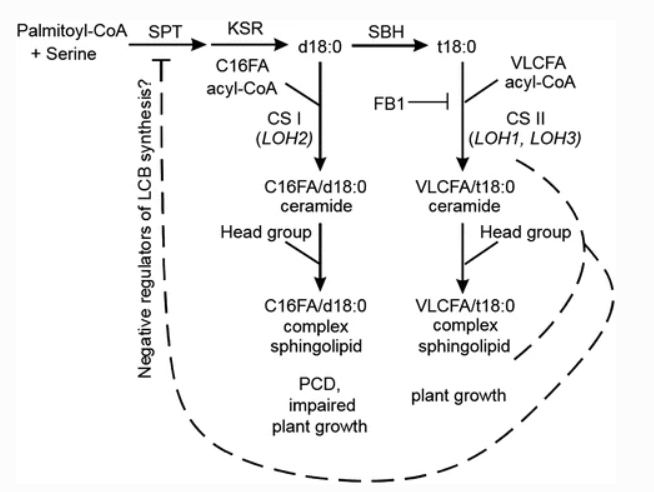 Palmitoyl-CoA
+ Serine
SPT
KSR
d18:0
SBH
t18:0
C16FA
acyl-CoA
VLCFA
acyl-CoA
FB1
CS I
(LOH2)
CS II
(LOH1, LOH3)
Negative regulators of LCB synthesis?
C16FA/d18:0
ceramide
VLCFA/t18:0
ceramide
Head group
Head group
C16FA/d18:0
complex
sphingolipid
VLCFA/t18:0
complex
sphingolipid
PCD,
impaired
plant growth
plant growth